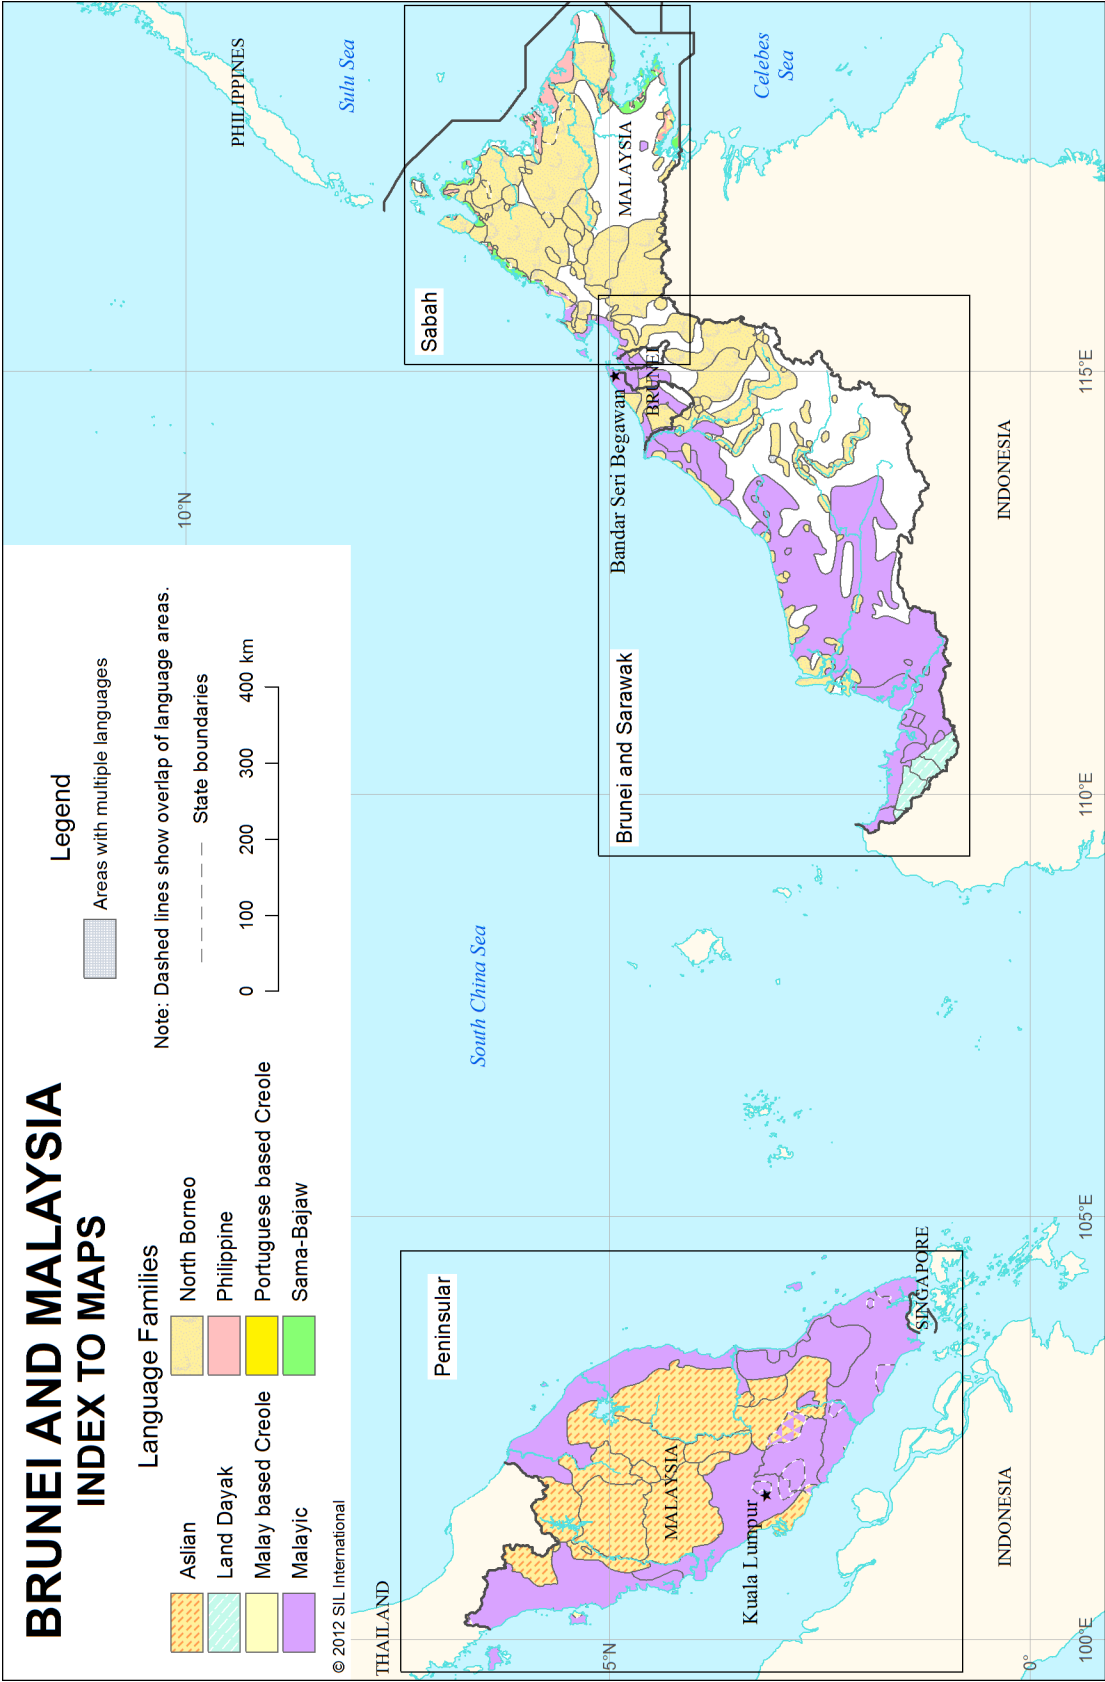 BRUNEI AND MALAYSIA
INDEX TO MAPS
Language Families
Aslian
North Borneo
Land Dayak
Philippine
Malay based Creole
Portuguese based Creole
Malayic
Sama-Bajaw
© 2012 SIL International
Legend
Areas with multiple languages
Note: Dashed lines show overlap of language areas.
State boundaries
0 100 200 300 400 km
PHILIPPINES
Sulu Sea
10°N
Sabah
MALAYSIA
Celebes
Sea
South China Sea
THAILAND
Peninsular
Brunei and Sarawak
Bandar Seri Begawan
BRUNEI
5°N
MALAYSIA
Kuala Lumpur
SINGAPORE
INDONESIA
INDONESIA
0°
100°E
105°E
110°E
115°E